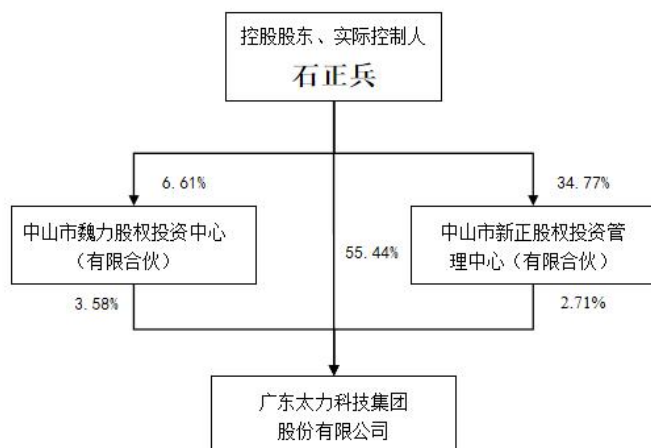 控股股东、实际控制人
石正兵
6.61%
34.77%
中山市魏力股权投资中心
（有限合伙）
55.44%
中山市新正股权投资管
理中心（有限合伙）
3.58%
2.71%
广东太力科技集团
股份有限公司